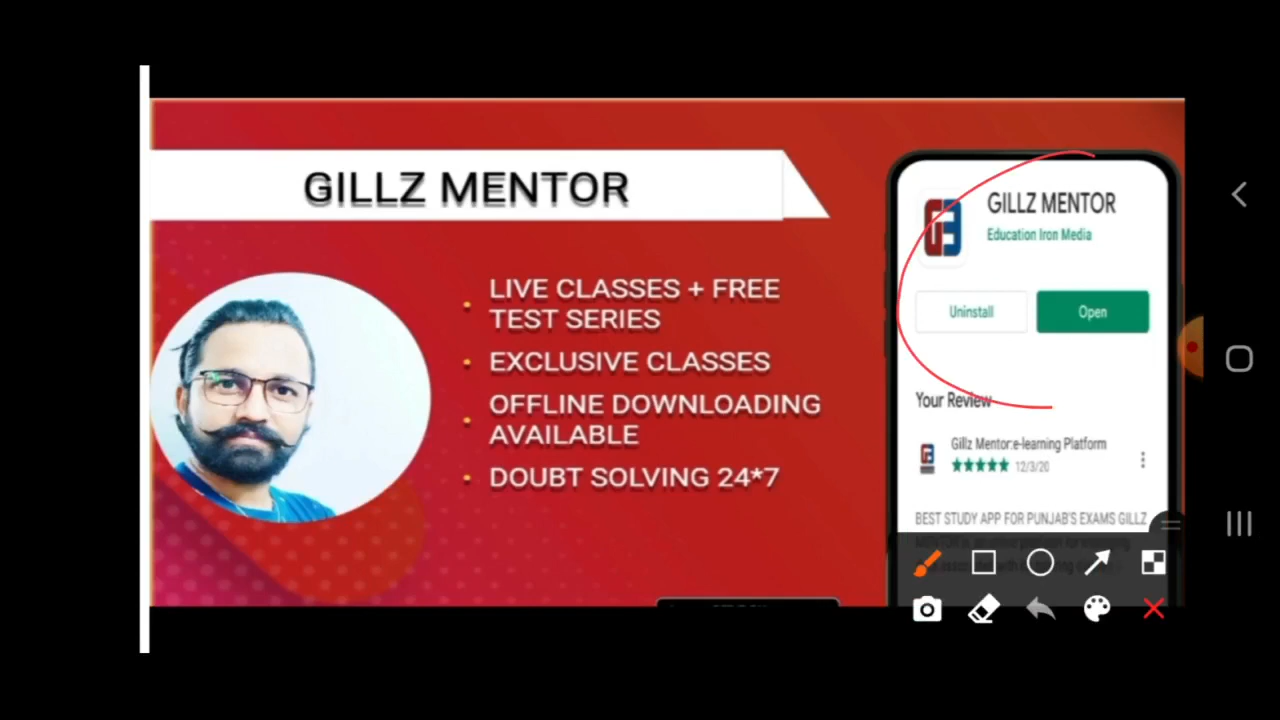 GILLZ MENTOR
LIVE CLASSES + FREE
TEST SERIES
EXCLUSIVE CLASSES
OFFLINE DOWNLOADING
AVAILABLE
DOUBT SOLVING 24*7
GILLZ MENTOR
Education Iron Media
Uninstall
Open
Your Review
Gillz Mentor:e-learning Platform
12/3/20
BEST STUDY APP FOR PUNJAB'S EXAMS GILLZ